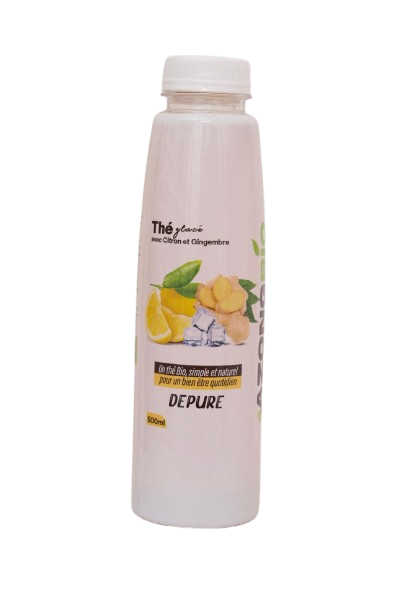 Thé glacé
avec Citron et Gingembre
Un thé Bio, simple et naturel
pour un bien être quotidien
DEPURE
500ml
AZONOBIO